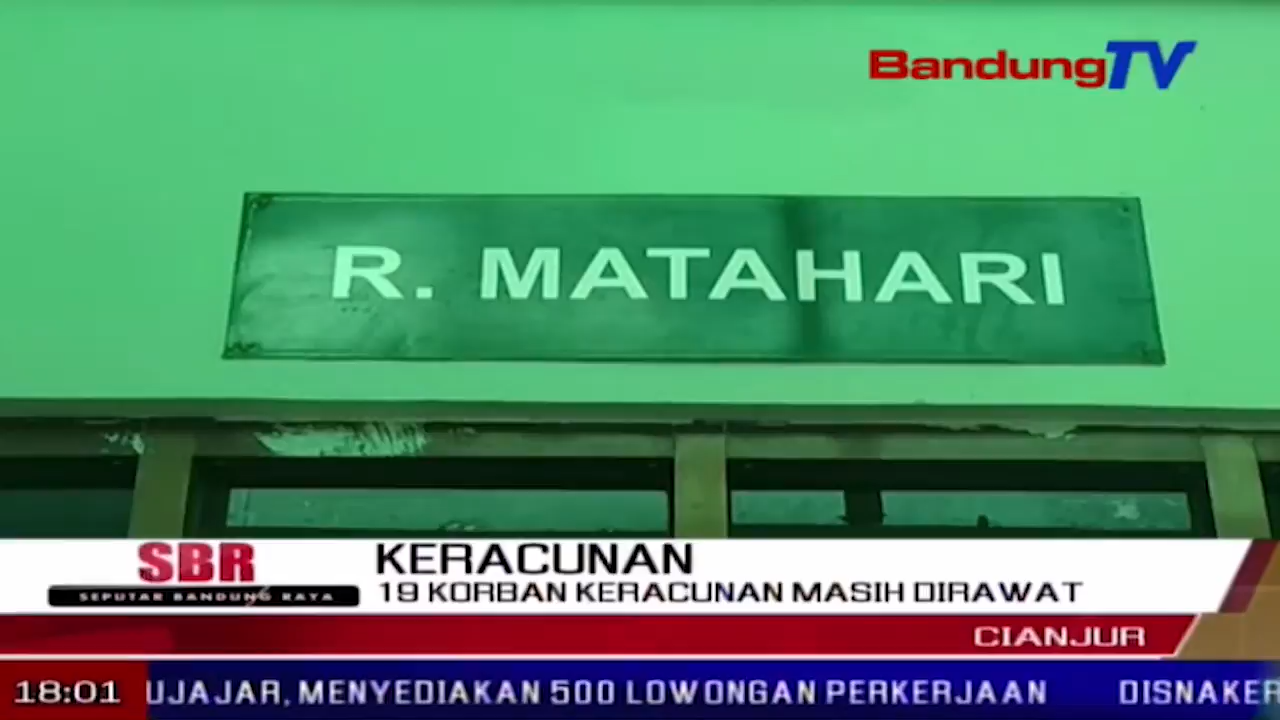 BandungTV
R. MATAHARI
SBR
SEPUTAR BANDUNG RAYA
KERACUNAN
19 KORBAN KERACUNAN MASIH DIRAWAT
CIANJUR
18:01 UJAJAR, MENYEDIAKAN 500 LOWONGAN PERKERJAAN DISNAKER